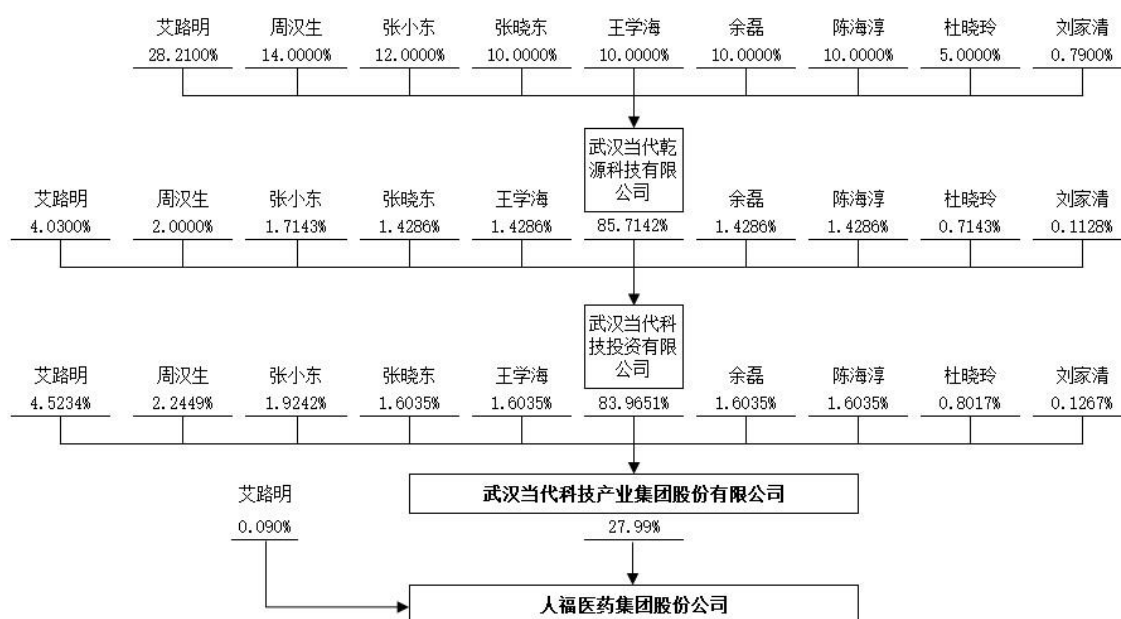 艾路明 周汉生 张小东 张晓东 王学海 余磊 陈海淳 杜晓玲 刘家清
28.2100% 14.0000% 12.0000% 10.0000% 10.0000% 10.0000% 10.0000% 5.0000% 0.7900%
武汉当代乾
源科技有限
公司
艾路明 周汉生 张小东 张晓东 王学海 余磊 陈海淳 杜晓玲 刘家清
4.0300% 2.0000% 1.7143% 1.4286% 1.4286% 85.7142% 1.4286% 1.4286% 0.7143% 0.1128%
武汉当代科
技投资有限
公司
艾路明 周汉生 张小东 张晓东 王学海 余磊 陈海淳 杜晓玲 刘家清
4.5234% 2.2449% 1.9242% 1.6035% 1.6035% 83.9651% 1.6035% 1.6035% 0.8017% 0.1267%
艾路明 武汉当代科技产业集团股份有限公司
0.090% 27.99%
人福医药集团股份公司